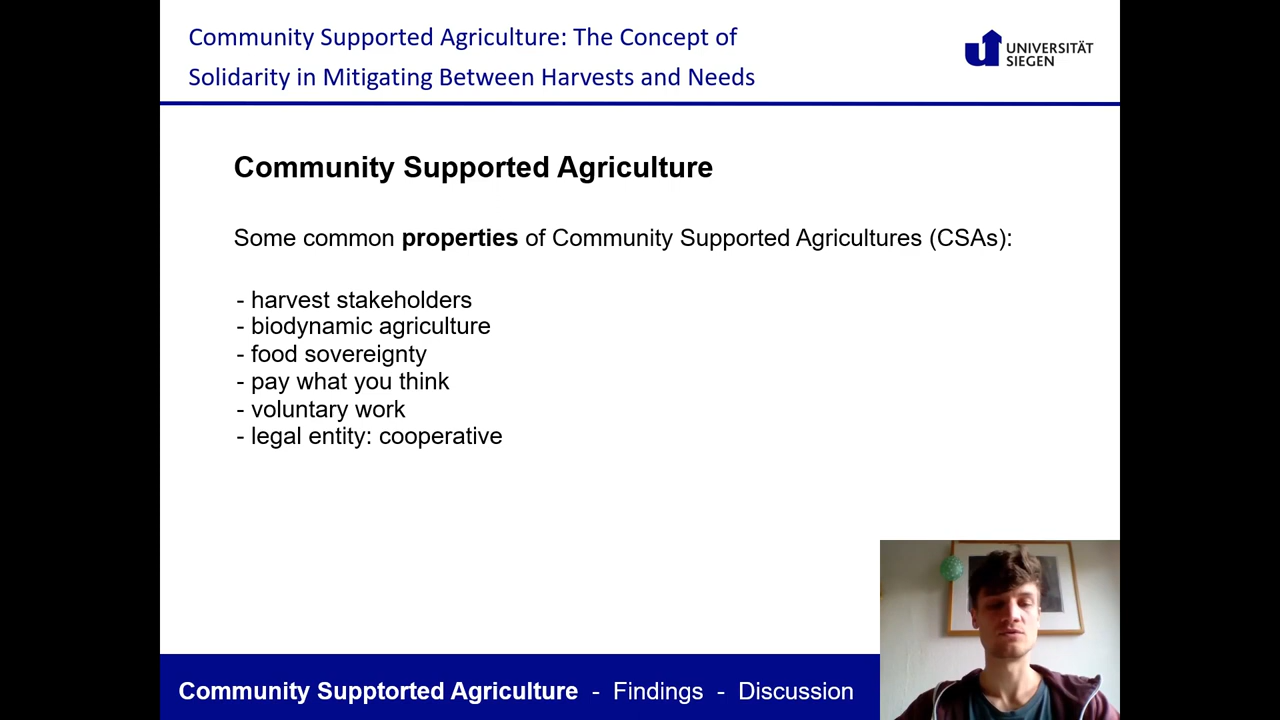 Community Supported Agriculture: The Concept of
Solidarity in Mitigating Between Harvests and Needs
UNIVERSITÄT
SIEGEN
Community Supported Agriculture
Some common properties of Community Supported Agricultures (CSAs):
- harvest stakeholders
- biodynamic agriculture
- food sovereignty
- pay what you think
- voluntary work
- legal entity: cooperative
Community Supptorted Agriculture - Findings - Discussion